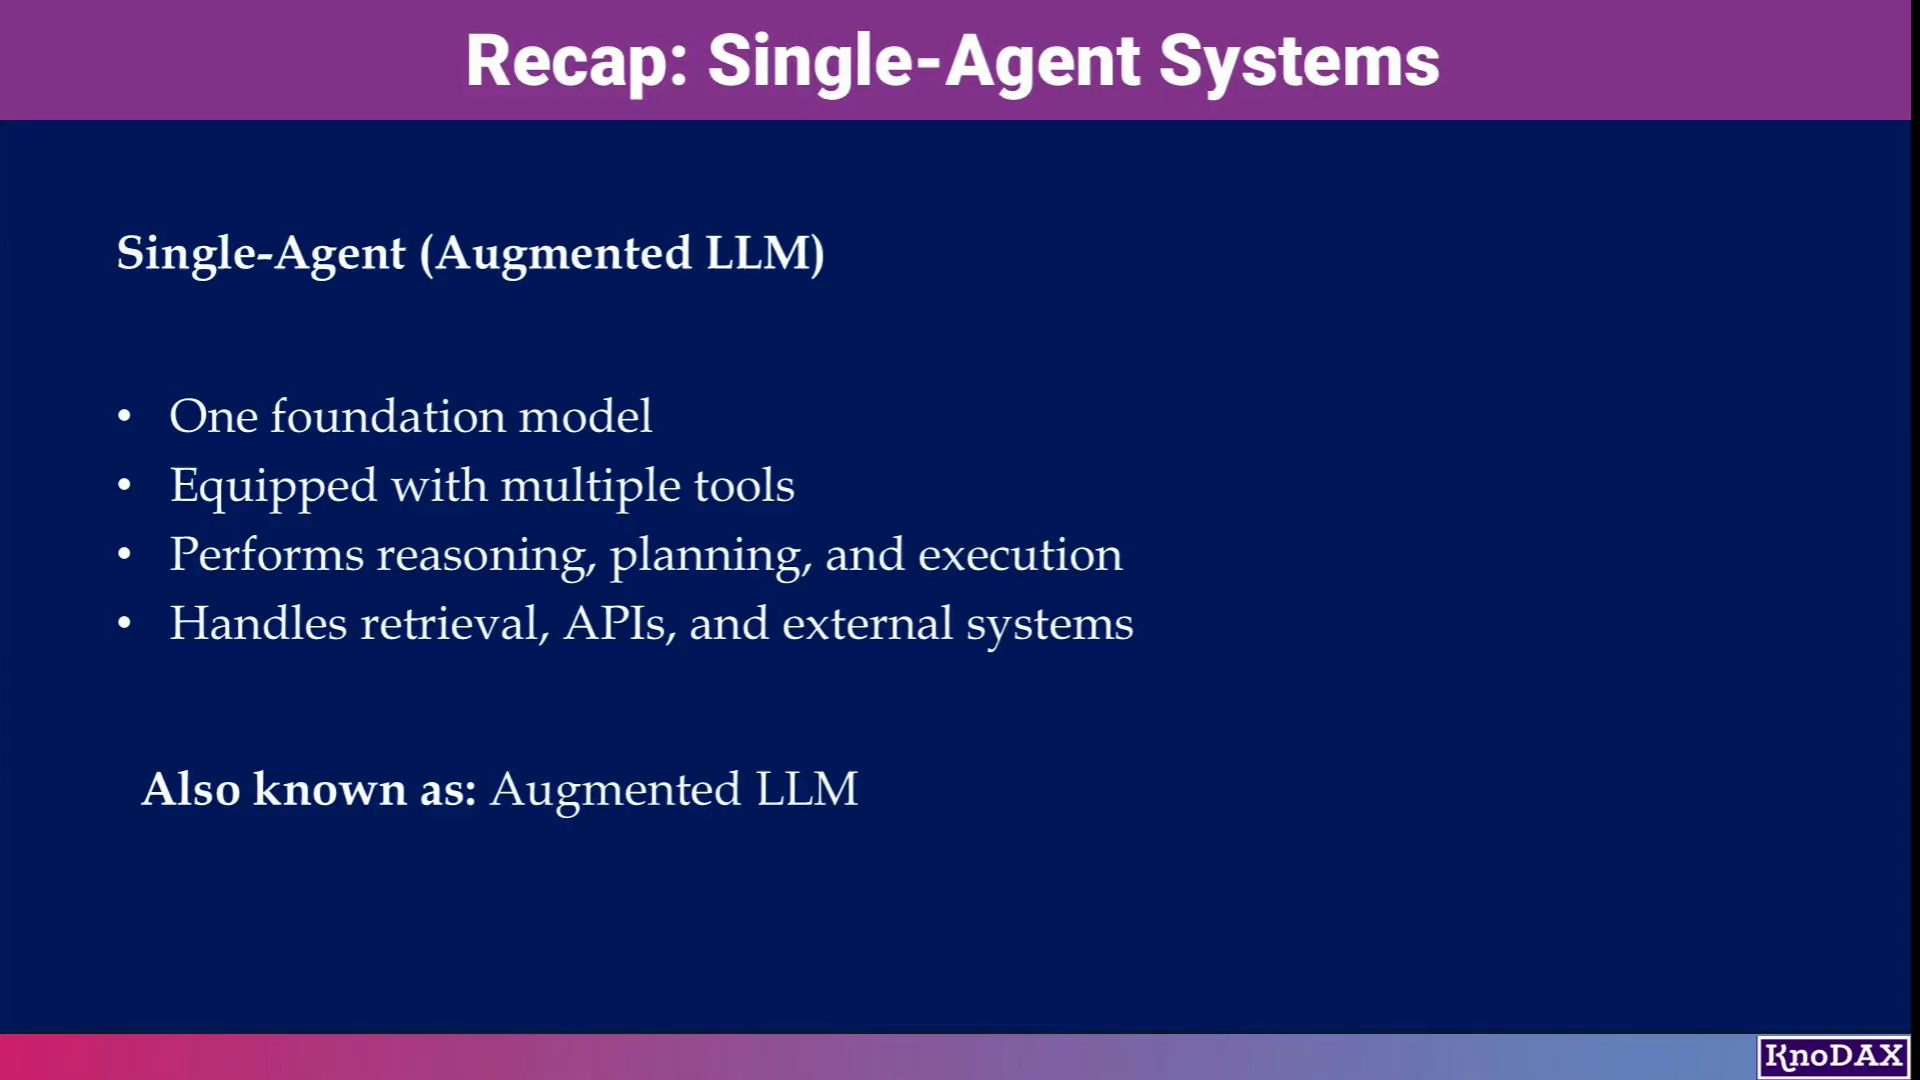 Recap: Single-Agent Systems
Single-Agent (Augmented LLM)
• One foundation model
• Equipped with multiple tools
• Performs reasoning, planning, and execution
• Handles retrieval, APIs, and external systems
Also known as: Augmented LLM
KnoDAX